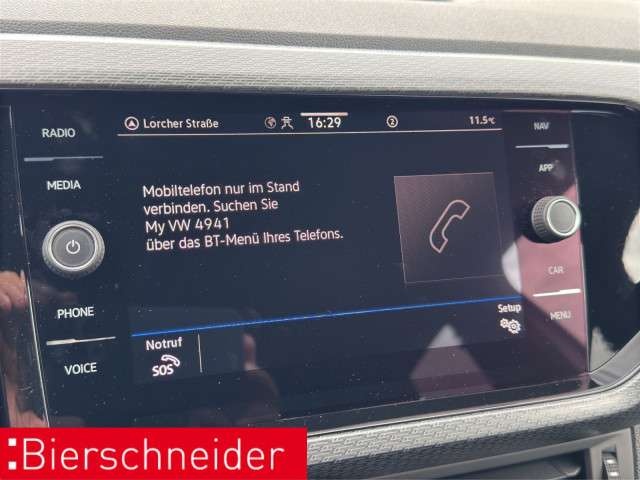 RADIO
MEDIA
PHONE
VOICE
Lorcher Straße
16:29
2
11.5°C
Mobiltelefon nur im Stand
verbinden. Suchen Sie
My VW 4941
über das BT-Menü Ihres Telefons.
Setup
Notruf
SOS
NAV
APP
CAR
MENU
Bierschneider